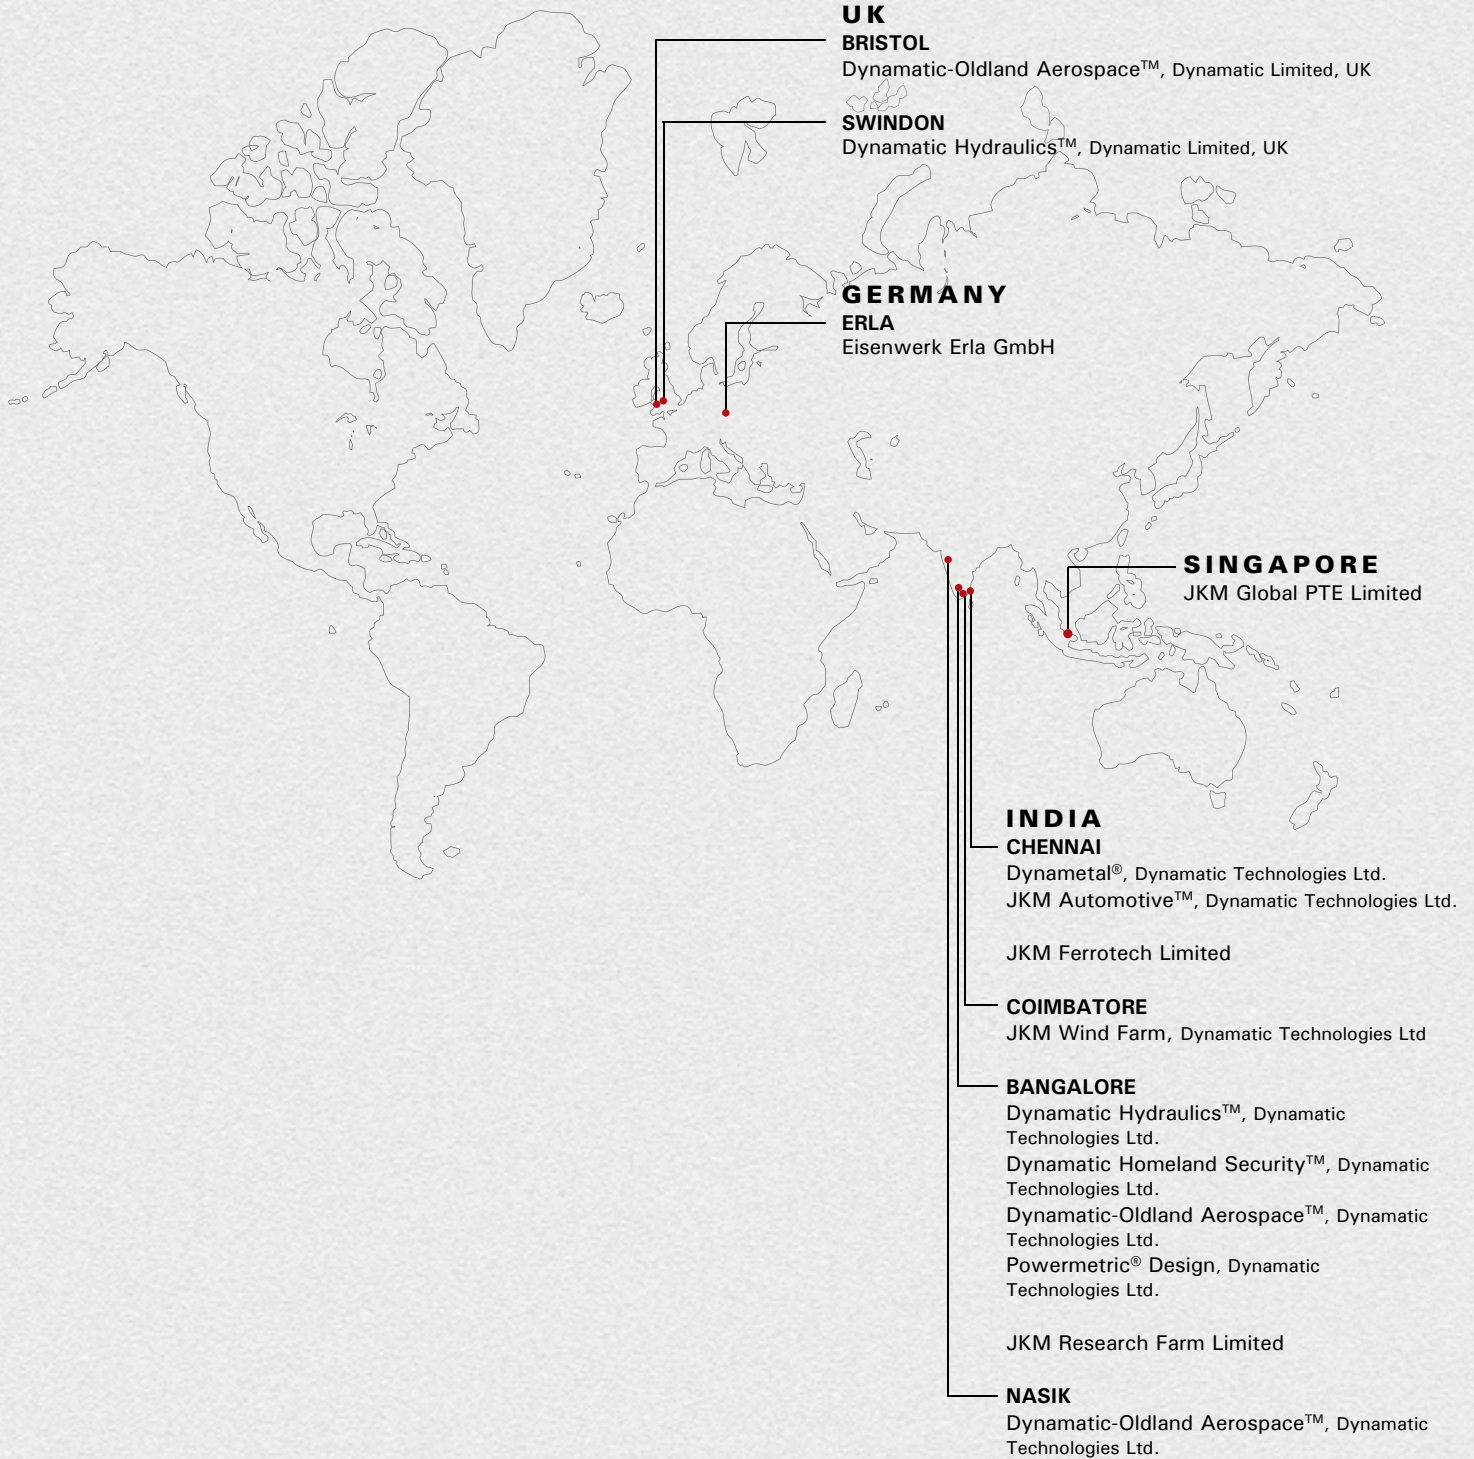 UK
BRISTOL
Dynamatic-Oldland Aerospace™, Dynamatic Limited, UK
SWINDON
Dynamatic Hydraulics™, Dynamatic Limited, UK
GERMANY
ERLA
Eisenwerk Erla GmbH
SINGAPORE
JKM Global PTE Limited
INDIA
CHENNAI
Dynametal®, Dynamatic Technologies Ltd.
JKM Automotive™, Dynamatic Technologies Ltd.
JKM Ferrotech Limited
COIMBATORE
JKM Wind Farm, Dynamatic Technologies Ltd
BANGALORE
Dynamatic Hydraulics™, Dynamatic
Technologies Ltd.
Dynamatic Homeland Security™, Dynamatic
Technologies Ltd.
Dynamatic-Oldland Aerospace™, Dynamatic
Technologies Ltd.
Powermetric® Design, Dynamatic
Technologies Ltd.
JKM Research Farm Limited
NASIK
Dynamatic-Oldland Aerospace™, Dynamatic
Technologies Ltd.